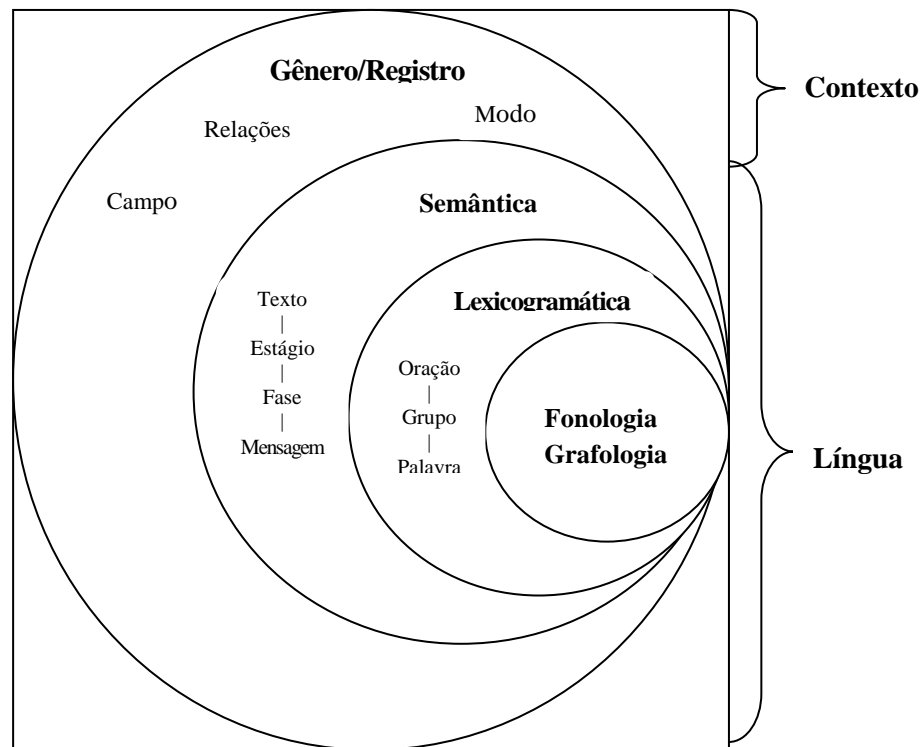 Gênero/Registro
Contexto
Modo
Relações
Campo
Semântica
Texto
|
Estágio
|
Fase
|
Mensagem
Lexicogramática
Oração
|
Grupo
|
Palavra
Fonologia
Grafologia
Língua